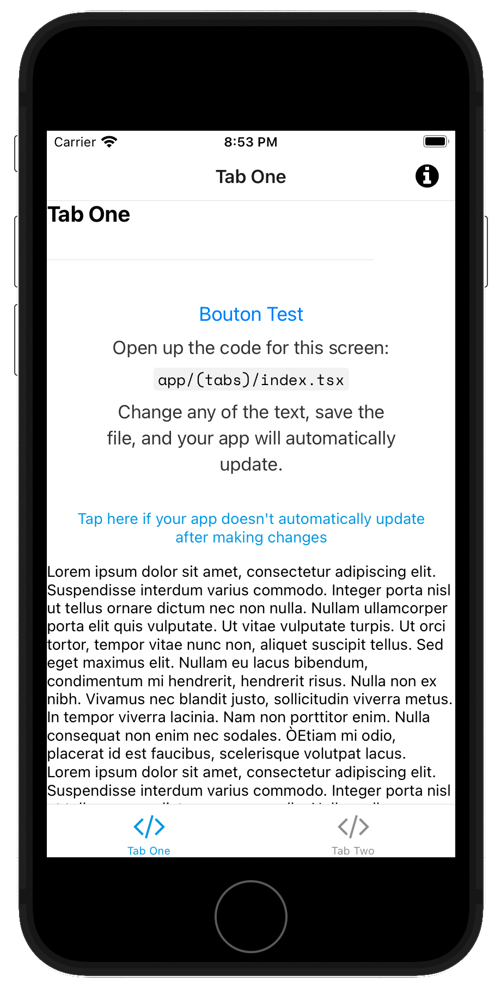 Carrier 8:53 PM
Tab One
Tab One
Bouton Test
Open up the code for this screen:
app/(tabs)/index.tsx
Change any of the text, save the
file, and your app will automatically
update.
Tap here if your app doesn't automatically update
after making changes
Lorem ipsum dolor sit amet, consectetur adipiscing elit.
Suspendisse interdum varius commodo. Integer porta nisl
ut tellus ornare dictum nec non nulla. Nullam ullamcorper
porta elit quis vulputate. Ut vitae vulputate turpis. Ut orci
tortor, tempor vitae nunc non, aliquet suscipit tellus. Sed
eget maximus elit. Nullam eu lacus bibendum,
condimentum mi hendrerit, hendrerit risus. Nulla non ex
nibh. Vivamus nec blandit justo, sollicitudin viverra metus.
In tempor viverra lacinia. Nam non porttitor enim. Nulla
consequat non enim nec sodales. ÒEtiam mi odio,
placerat id est faucibus, scelerisque volutpat lacus.
Lorem ipsum dolor sit amet, consectetur adipiscing elit.
Suspendisse interdum varius commodo. Integer porta nisl
Tab One Tab Two